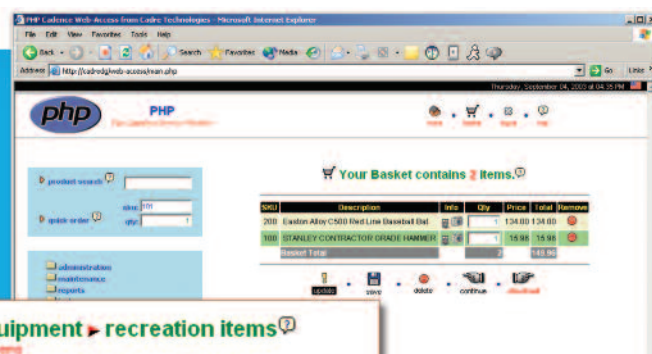 PHP Cadence Web Access from Cadre Technologies - Microsoft Internet Explorer
File Edit View Favorites Tools Help
Back Search Favorites Media
Address http://cadredg/web-access/main.php Go Links
Thursday, September 04, 2003 at 04:35 PM
php PHP
Your Basket contains 2 items.
product search
sku: 101
quick order qty: 1
SKU Description Info Qty Price Total Remove
200 Easton Alloy C500 Red Line Baseball Bat 1 134.00 134.00
100 STANLEY CONTRACTOR GRADE HAMMER 1 15.98 15.98
Basket Total 2 149.98
administration
maintenance
reports
update save delete continue
quipment ▸ recreation items